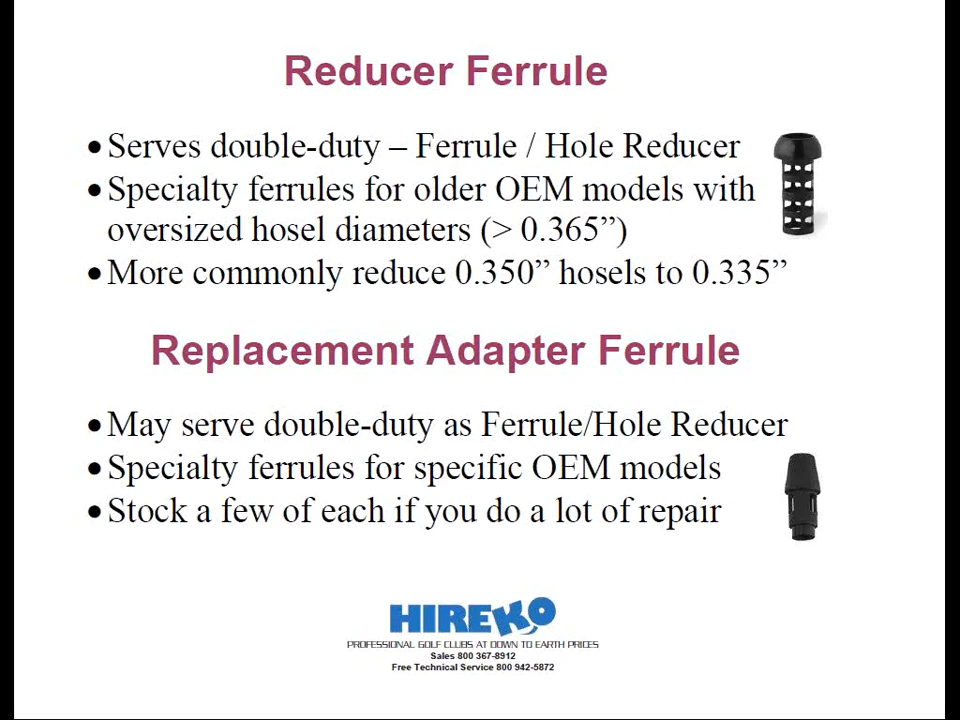 Reducer Ferrule
•Serves double-duty – Ferrule / Hole Reducer
•Specialty ferrules for older OEM models with
oversized hosel diameters (> 0.365”)
•More commonly reduce 0.350” hosels to 0.335”
Replacement Adapter Ferrule
•May serve double-duty as Ferrule/Hole Reducer
•Specialty ferrules for specific OEM models
•Stock a few of each if you do a lot of repair
HIREKO
PROFESSIONAL GOLF CLUBS AT DOWN TO EARTH PRICES
Sales 800 367-8912
Free Technical Service 800 942-5872